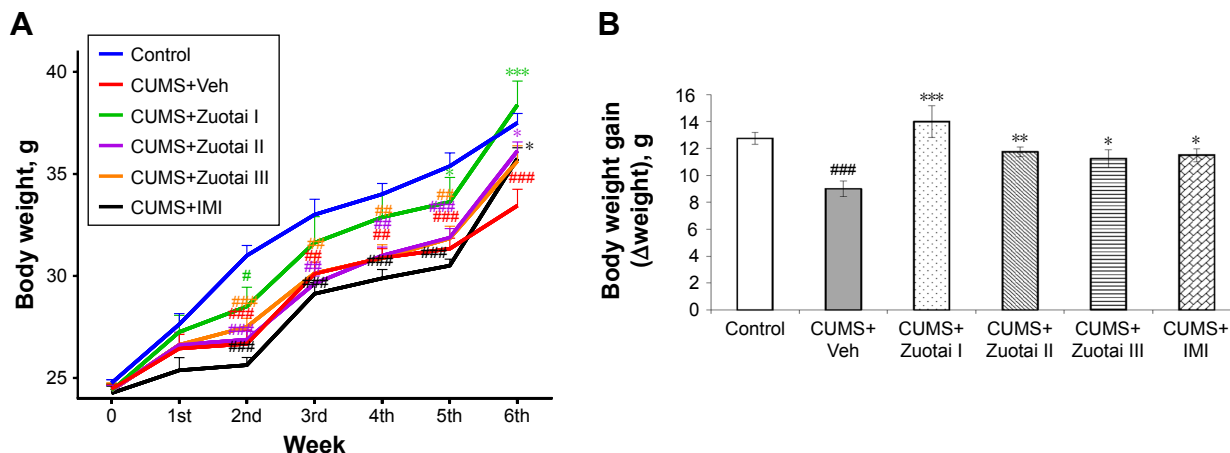 A
Control
CUMS+Veh
CUMS+Zuotai I
CUMS+Zuotai II
CUMS+Zuotai III
CUMS+IMI
Body weight, g
40
35
30
25
0 1st 2nd 3rd 4th 5th 6th
Week
#
###
###
###
###
##
##
##
###
##
##
##
###
*
##
###
###
###
***
*
*
###
B
Body weight gain
(Δweight), g
16
14
12
10
8
6
4
2
0
###
***
**
*
*
Control
CUMS+
Veh
CUMS+
Zuotai I
CUMS+
Zuotai II
CUMS+
Zuotai III
CUMS+
IMI